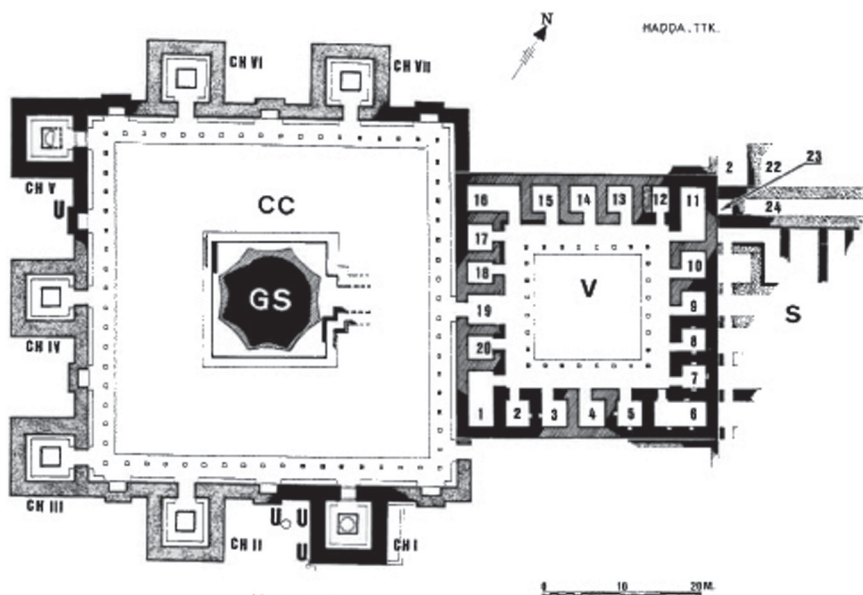 N
HADDA.TTK.
CH VI
CH VII
CH V
U
CC
GS
CH IV
CH III
CH II
U
U
U
CH I
V
S
16
15
14
13
12
11
2
22
23
24
17
18
19
20
10
9
8
7
1
2
3
4
5
6
0
10
20 M.